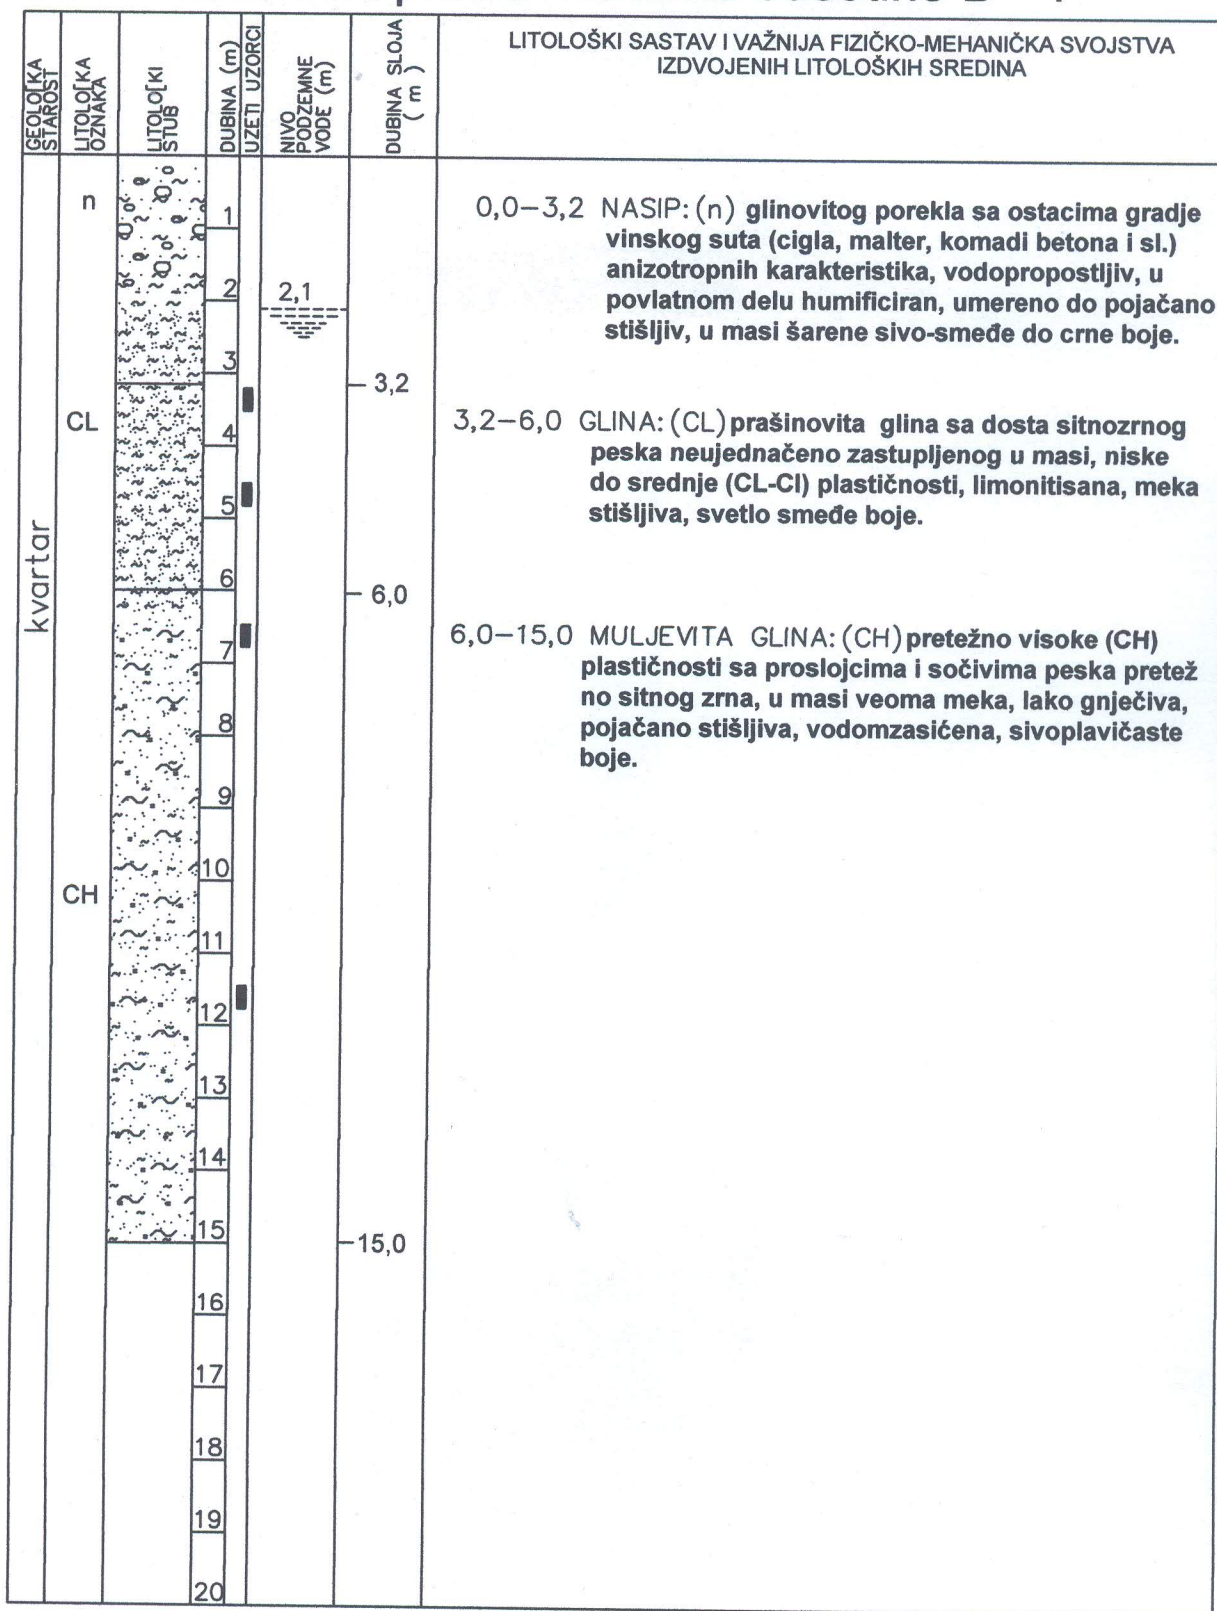 GEOLO[KA
STAROST
LITOLO[KA
OZNAKA
LITOLO[KI
STUB
DUBINA (m)
UZETI UZORCI
NIVO
PODZEMNE
VODE (m)
DUBINA SLOJA
( m )
LITOLOŠKI SASTAV I VAŽNIJA FIZIČKO-MEHANIČKA SVOJSTVA
IZDVOJENIH LITOLOŠKIH SREDINA
kvartar
n
CL
CH
1
2
3
4
5
6
7
8
9
10
11
12
13
14
15
16
17
18
19
20
2,1
3,2
6,0
15,0
0,0–3,2 NASIP: (n) glinovitog porekla sa ostacima gradje
vinskog suta (cigla, malter, komadi betona i sl.)
anizotropnih karakteristika, vodopropostljiv, u
povlatnom delu humificiran, umereno do pojačano
stišljiv, u masi šarene sivo-smeđe do crne boje.
3,2–6,0 GLINA: (CL) prašinovita glina sa dosta sitnozrnog
peska neujednačeno zastupljenog u masi, niske
do srednje (CL-CI) plastičnosti, limonitisana, meka
stišljiva, svetlo smeđe boje.
6,0–15,0 MULJEVITA GLINA: (CH) pretežno visoke (CH)
plastičnosti sa proslojcima i sočivima peska pretež
no sitnog zrna, u masi veoma meka, lako gnječiva,
pojačano stišljiva, vodomzasićena, sivoplavičaste
boje.